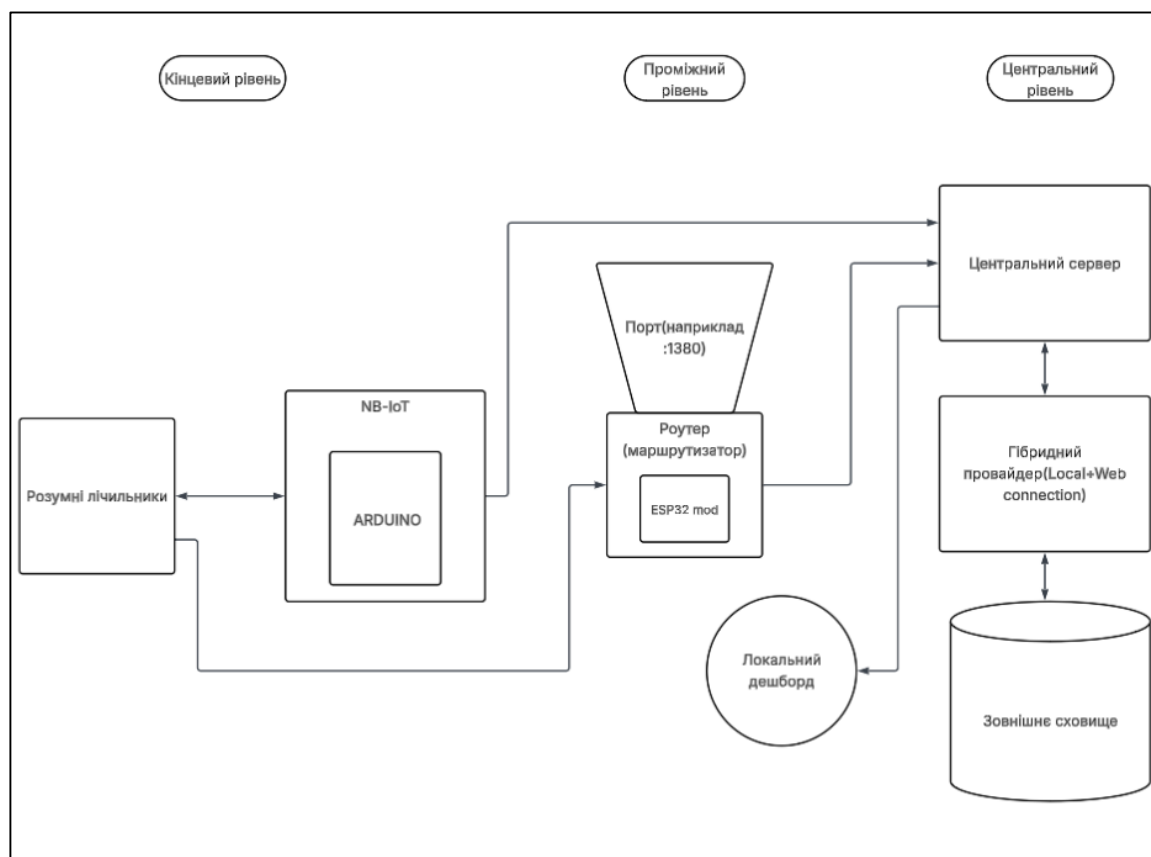 Кінцевий рівень
Проміжний
рівень
Центральний
рівень
Центральний сервер
Порт(наприклад
:1380)
NB-IoT
Роутер
(маршрутизатор)
Гібридний
провайдер(Local+Web
connection)
Розумні лічильники
ARDUINO
ESP32 mod
Локальний
дешборд
Зовнішнє сховище